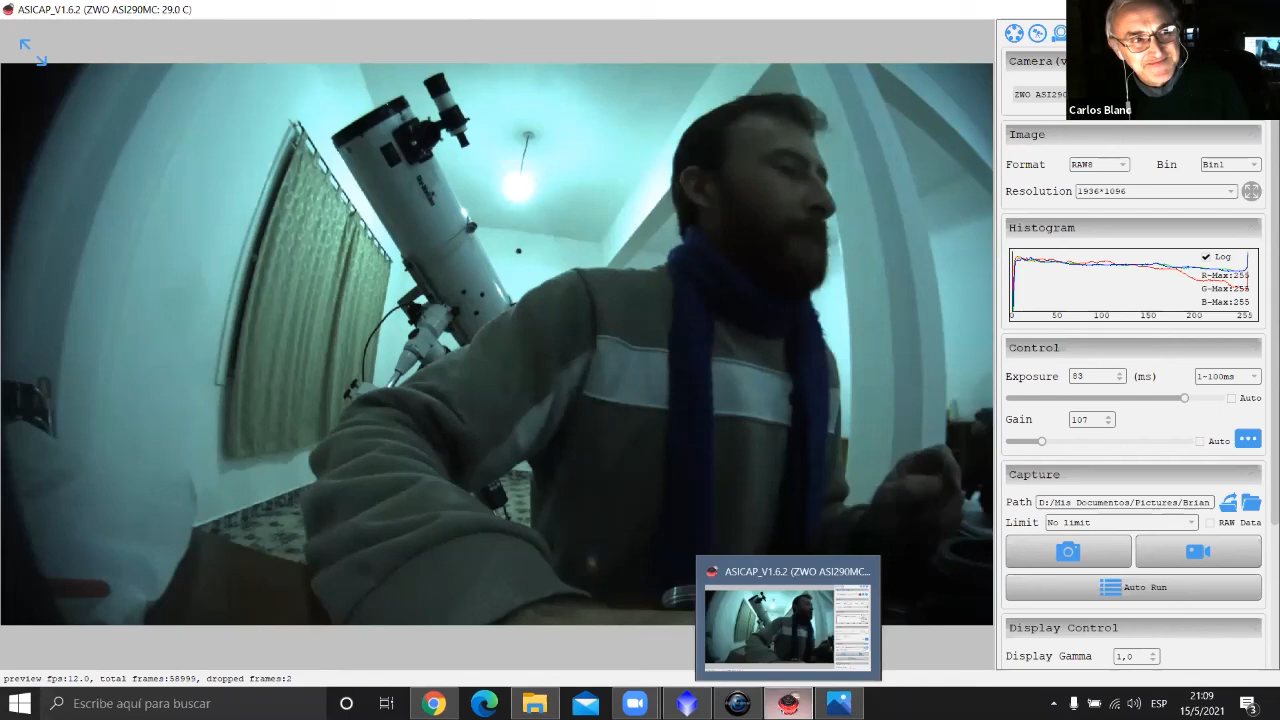 ASICAP_V1.6.2 (ZWO ASI290MC: 29.0 C)
Camera(v
ZWO ASI290
Carlos Blanc
Image
Format RAW8 Bin Bin1
Resolution 1936*1096
Histogram
Log
R-Max:255
G-Max:255
B-Max:255
0 50 100 150 200 255
Control
Exposure 83 (ms) 1-100ms
Auto
Gain 107
Auto
Capture
Path D:/Mis Documentos/Pictures/Brian
Limit No limit RAW Data
Auto Run
Display Control
Display Gamma
ASICAP_V1.6.2 (ZWO ASI290MC...
preview fps:12.0, total 58999, dropped frames:2
Escribe aquí para buscar
ESP
21:09
15/5/2021
3